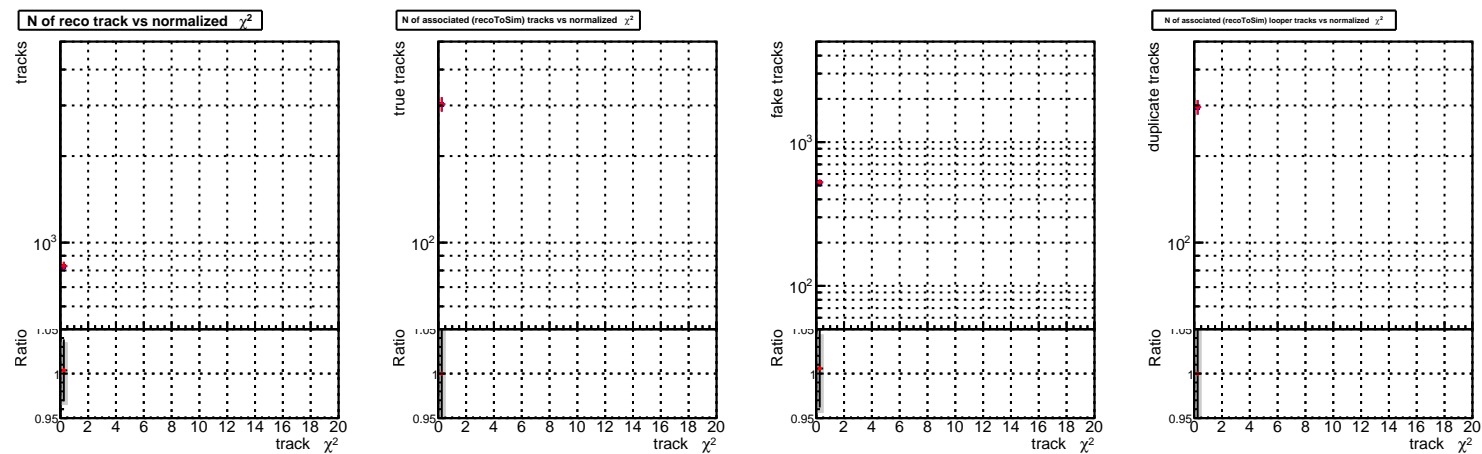 N of reco track vs normalized χ²
tracks
10³
Ratio
1.05
1
0.95
0 2 4 6 8 10 12 14 16 18 20
track χ²
N of associated (recoToSim) tracks vs normalized χ²
true tracks
10²
Ratio
1.05
1
0.95
0 2 4 6 8 10 12 14 16 18 20
track χ²
fake tracks
10³
10²
Ratio
1.05
1
0.95
0 2 4 6 8 10 12 14 16 18 20
track χ²
N of associated (recoToSim) looper tracks vs normalized χ²
duplicate tracks
10²
Ratio
1.05
1
0.95
0 2 4 6 8 10 12 14 16 18 20
track χ²